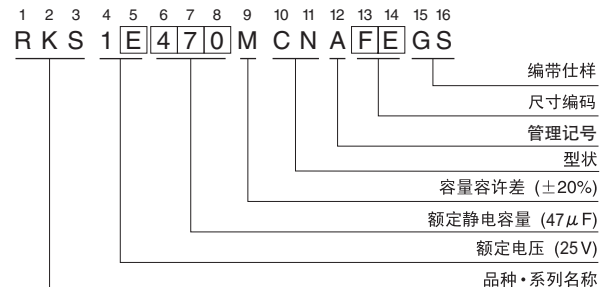 1 2 3 4 5 6 7 8 9 10 11 12 13 14 15 16
R K S 1 E 4 7 0 M C N A F E G S
编带仕样
尺寸编码
管理记号
型状
容量容许差 (±20%)
额定静电容量 (47μF)
额定电压 (25V)
品种·系列名称